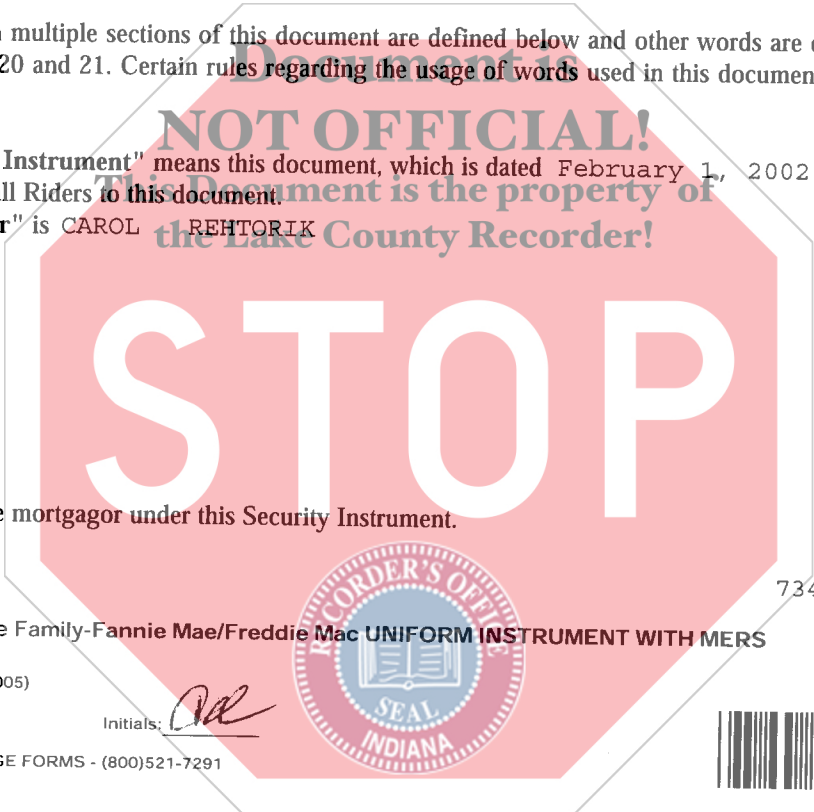 multiple sections of this document are defined below and other words are
Document is
20 and 21. Certain rules regarding the usage of words used in this document
NOT OFFICIAL!
Instrument" means this document, which is dated February 1, 2002
This Document is the property of
all Riders to this document.
r" is CAROL REHTORIK
the Lake County Recorder!
STOP
mortgagor under this Security Instrument.
RECORDER'S OFFICE
734
Family-Fannie Mae/Freddie Mac UNIFORM INSTRUMENT WITH MERS
005)
SEAL
Initials:
INDIANA
GE FORMS - (800)521-7291